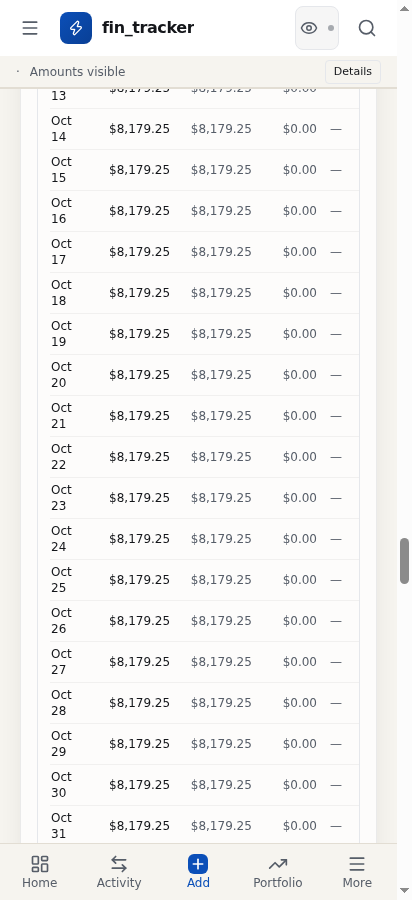 fin_tracker
· Amounts visible Details
13 $8,179.25 $8,179.25 $0.00 —
Oct 14 $8,179.25 $8,179.25 $0.00 —
Oct 15 $8,179.25 $8,179.25 $0.00 —
Oct 16 $8,179.25 $8,179.25 $0.00 —
Oct 17 $8,179.25 $8,179.25 $0.00 —
Oct 18 $8,179.25 $8,179.25 $0.00 —
Oct 19 $8,179.25 $8,179.25 $0.00 —
Oct 20 $8,179.25 $8,179.25 $0.00 —
Oct 21 $8,179.25 $8,179.25 $0.00 —
Oct 22 $8,179.25 $8,179.25 $0.00 —
Oct 23 $8,179.25 $8,179.25 $0.00 —
Oct 24 $8,179.25 $8,179.25 $0.00 —
Oct 25 $8,179.25 $8,179.25 $0.00 —
Oct 26 $8,179.25 $8,179.25 $0.00 —
Oct 27 $8,179.25 $8,179.25 $0.00 —
Oct 28 $8,179.25 $8,179.25 $0.00 —
Oct 29 $8,179.25 $8,179.25 $0.00 —
Oct 30 $8,179.25 $8,179.25 $0.00 —
Oct 31 $8,179.25 $8,179.25 $0.00 —
Home Activity Add Portfolio More